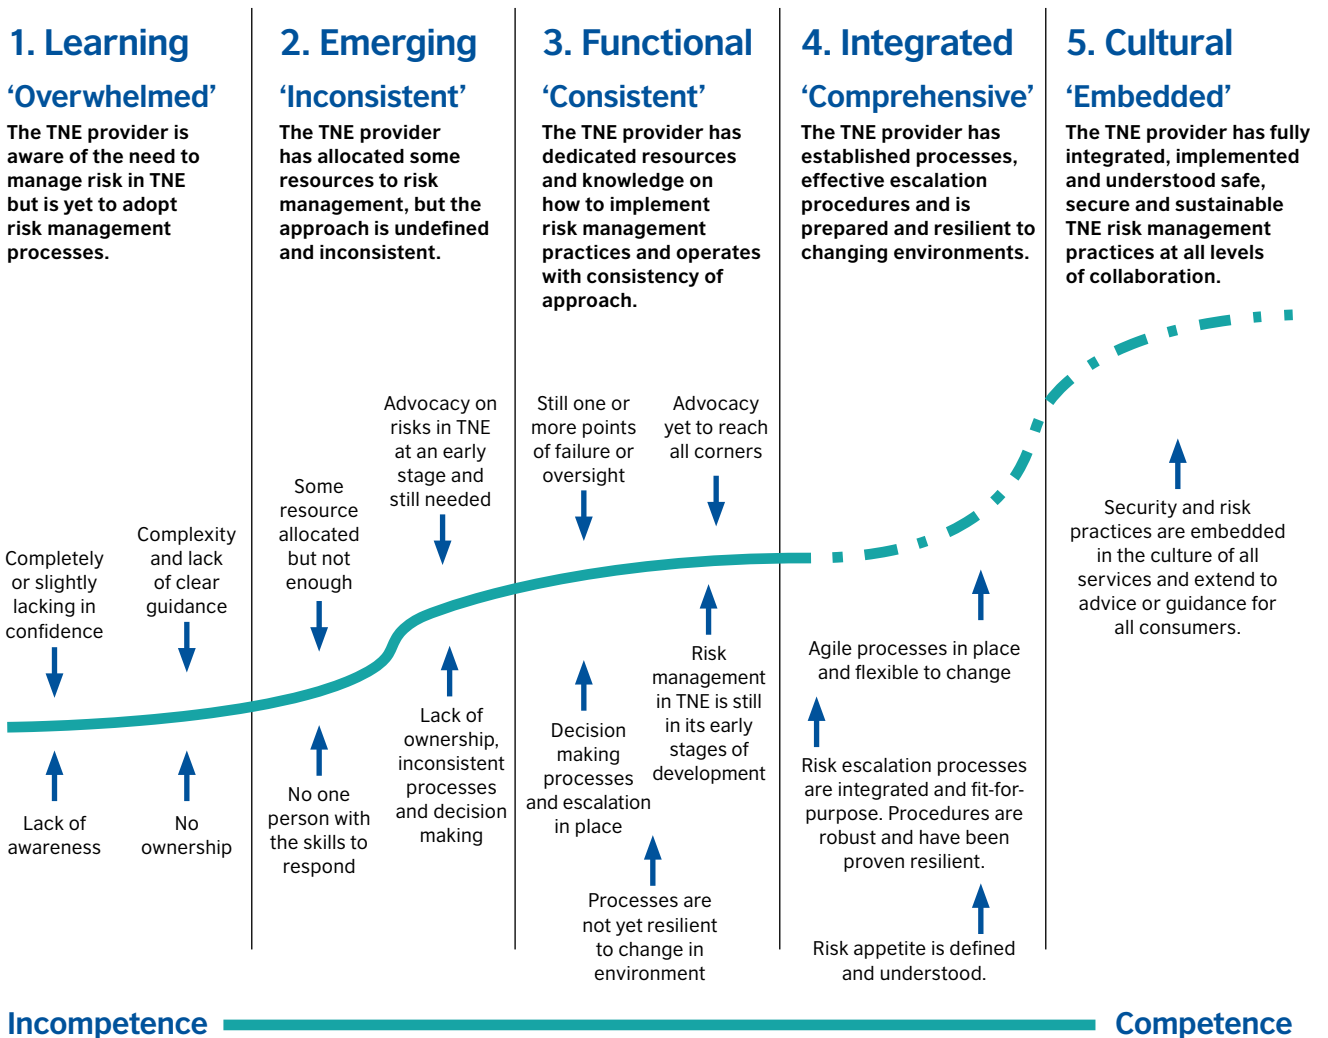 1. Learning
‘Overwhelmed’
The TNE provider is
aware of the need to
manage risk in TNE
but is yet to adopt
risk management
processes.
Completely
or slightly
lacking in
confidence
Complexity
and lack
of clear
guidance
Lack of
awareness
No
ownership
2. Emerging
‘Inconsistent’
The TNE provider
has allocated some
resources to risk
management, but the
approach is undefined
and inconsistent.
Some
resource
allocated
but not
enough
Advocacy on
risks in TNE
at an early
stage and
still needed
No one
person with
the skills to
respond
Lack of
ownership,
inconsistent
processes
and decision
making
3. Functional
‘Consistent’
The TNE provider has
dedicated resources
and knowledge on
how to implement
risk management
practices and operates
with consistency of
approach.
Still one or
more points
of failure or
oversight
Advocacy
yet to reach
all corners
Decision
making
processes
and escalation
in place
Risk
management
in TNE is still
in its early
stages of
development
Processes are
not yet resilient
to change in
environment
4. Integrated
‘Comprehensive’
The TNE provider has
established processes,
effective escalation
procedures and is
prepared and resilient to
changing environments.
Agile processes in place
and flexible to change
Risk escalation processes
are integrated and fit-for-
purpose. Procedures are
robust and have been
proven resilient.
Risk appetite is defined
and understood.
5. Cultural
‘Embedded’
The TNE provider has fully
integrated, implemented
and understood safe,
secure and sustainable
TNE risk management
practices at all levels
of collaboration.
Security and risk
practices are embedded
in the culture of all
services and extend to
advice or guidance for
all consumers.
Incompetence
Competence